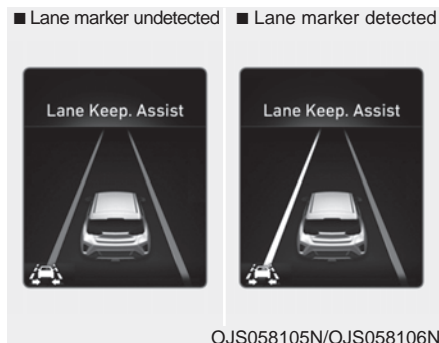 ■ Lane marker undetected
■ Lane marker detected
Lane Keep. Assist
Lane Keep. Assist
OJS058105N/OJS058106N